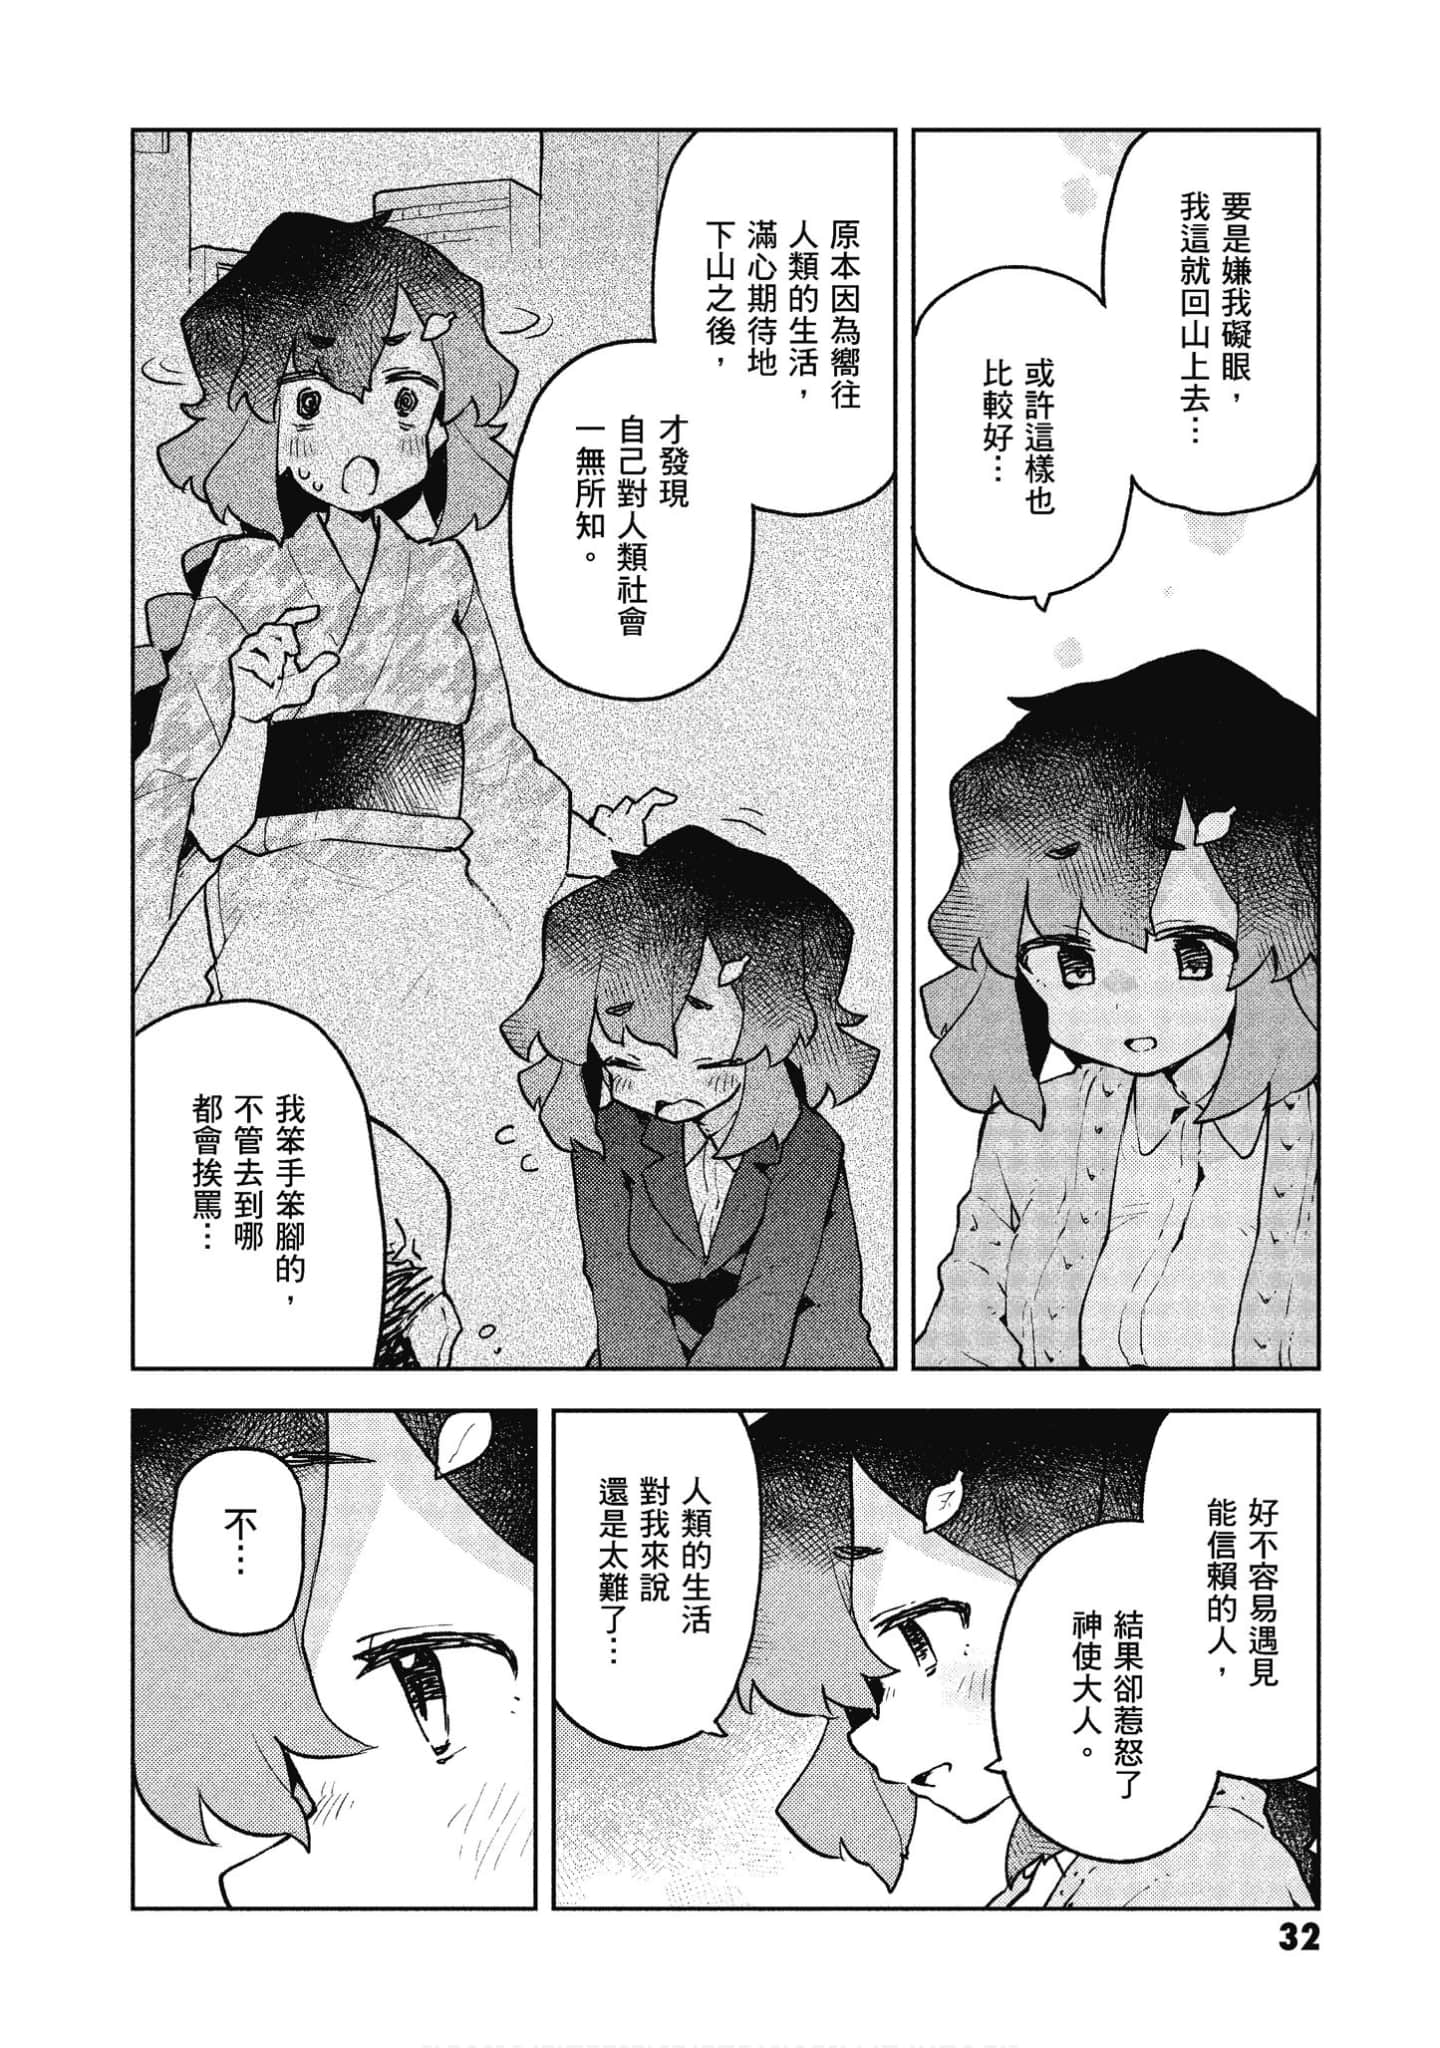 要是嫌我礙眼，
我這就回山上去…
或許這樣也
比較好…
原本因為嚮往
人類的生活，
滿心期待地
下山之後，
才發現
自己對人類社會
一無所知。
我笨手笨腳的，
不管去到哪
都會挨罵…
好不容易遇見
能信賴的人，
結果卻惹怒了
神使大人。
人類的生活
對我來說
還是太難了…
不…
32